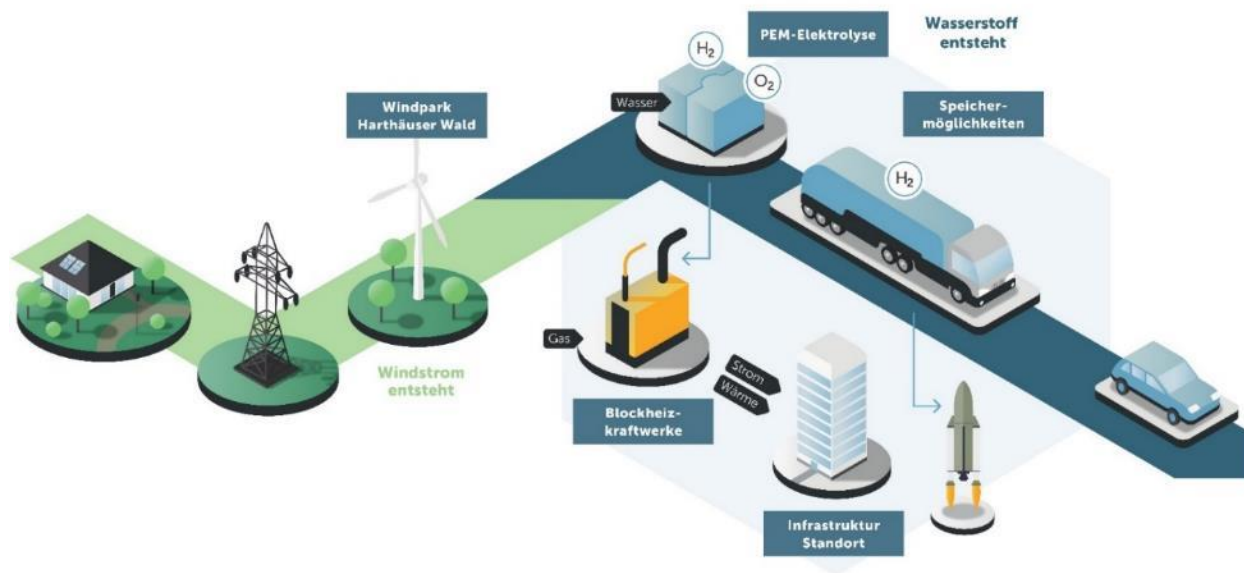 PEM-Elektrolyse
Wasserstoff
entsteht
H2
O2
Wasser
Windpark
Harthäuser Wald
Speicher-
möglichkeiten
H2
Windstrom
entsteht
Gas
Strom
Wärme
Blockheiz-
kraftwerke
Infrastruktur
Standort